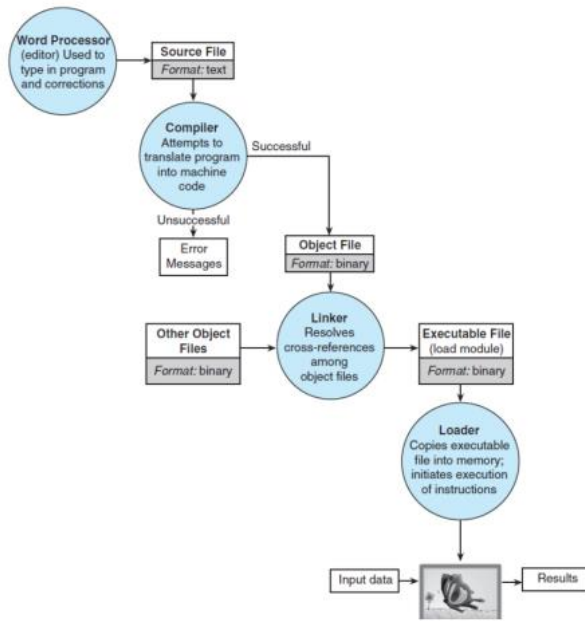 Word Processor
(editor) Used to
type in program
and corrections
Source File
Format: text
Compiler
Attempts to
translate program
into machine
code
Successful
Unsuccessful
Error
Messages
Object File
Format: binary
Other Object
Files
Format: binary
Linker
Resolves
cross-references
among
object files
Executable File
(load module)
Format: binary
Loader
Copies executable
file into memory;
initiates execution
of instructions
Input data
Results